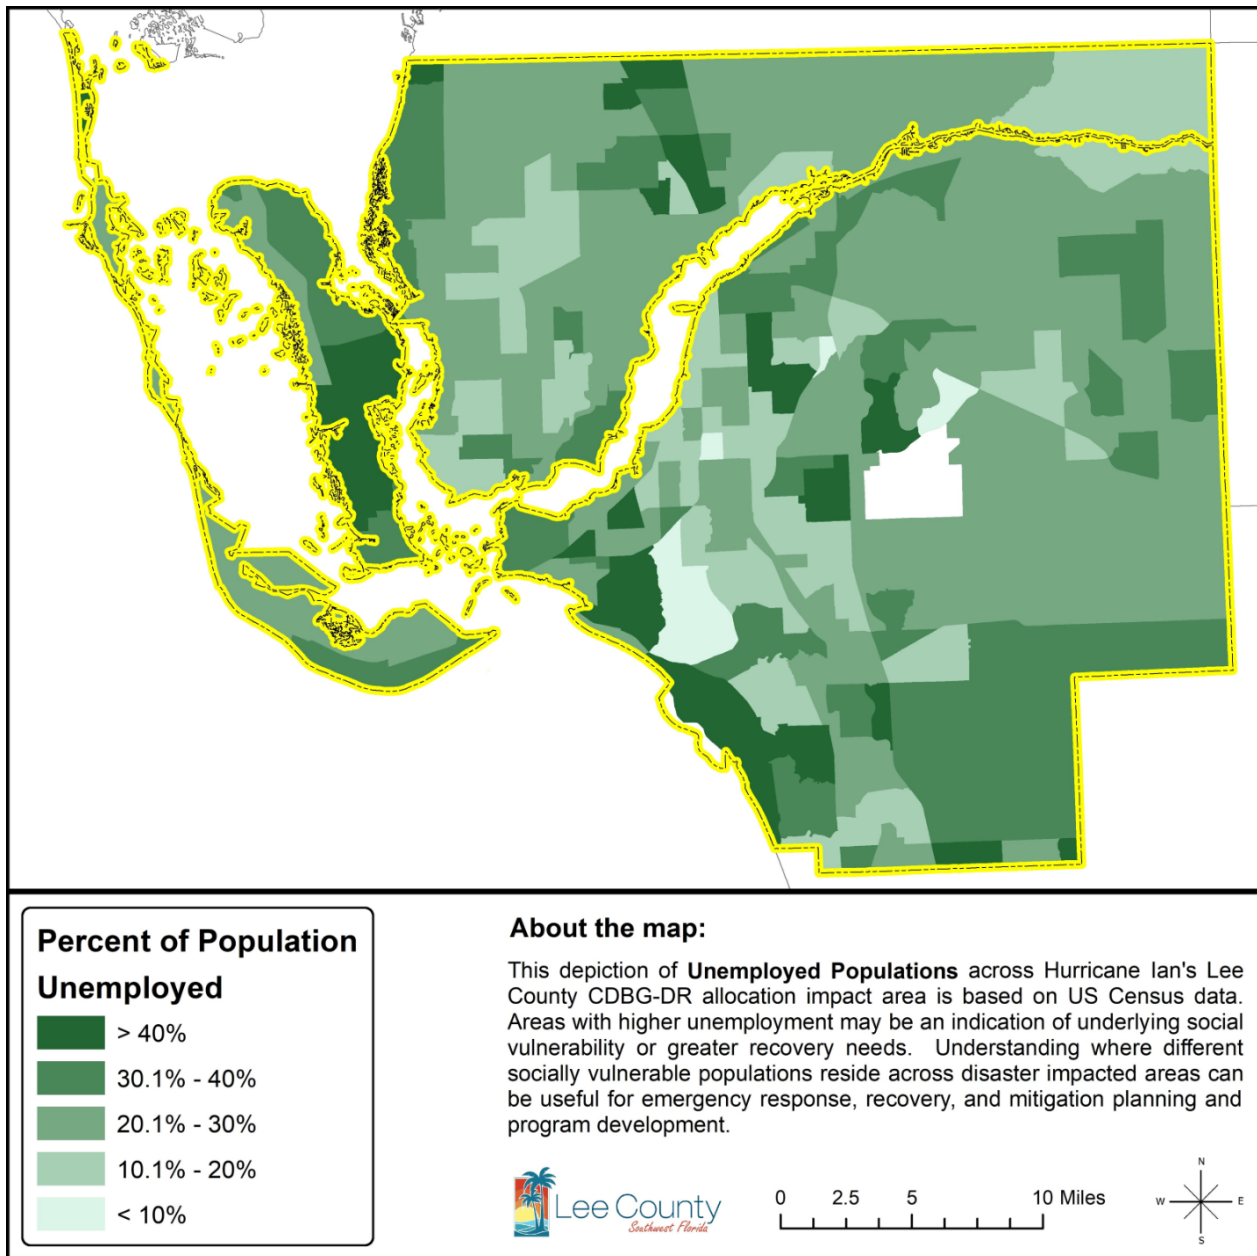 Percent of Population
Unemployed
> 40%
30.1% - 40%
20.1% - 30%
10.1% - 20%
< 10%
About the map:
This depiction of Unemployed Populations across Hurricane Ian's Lee
County CDBG-DR allocation impact area is based on US Census data.
Areas with higher unemployment may be an indication of underlying social
vulnerability or greater recovery needs. Understanding where different
socially vulnerable populations reside across disaster impacted areas can
be useful for emergency response, recovery, and mitigation planning and
program development.
Lee County
Southwest Florida
0 2.5 5 10 Miles
N
W E
S